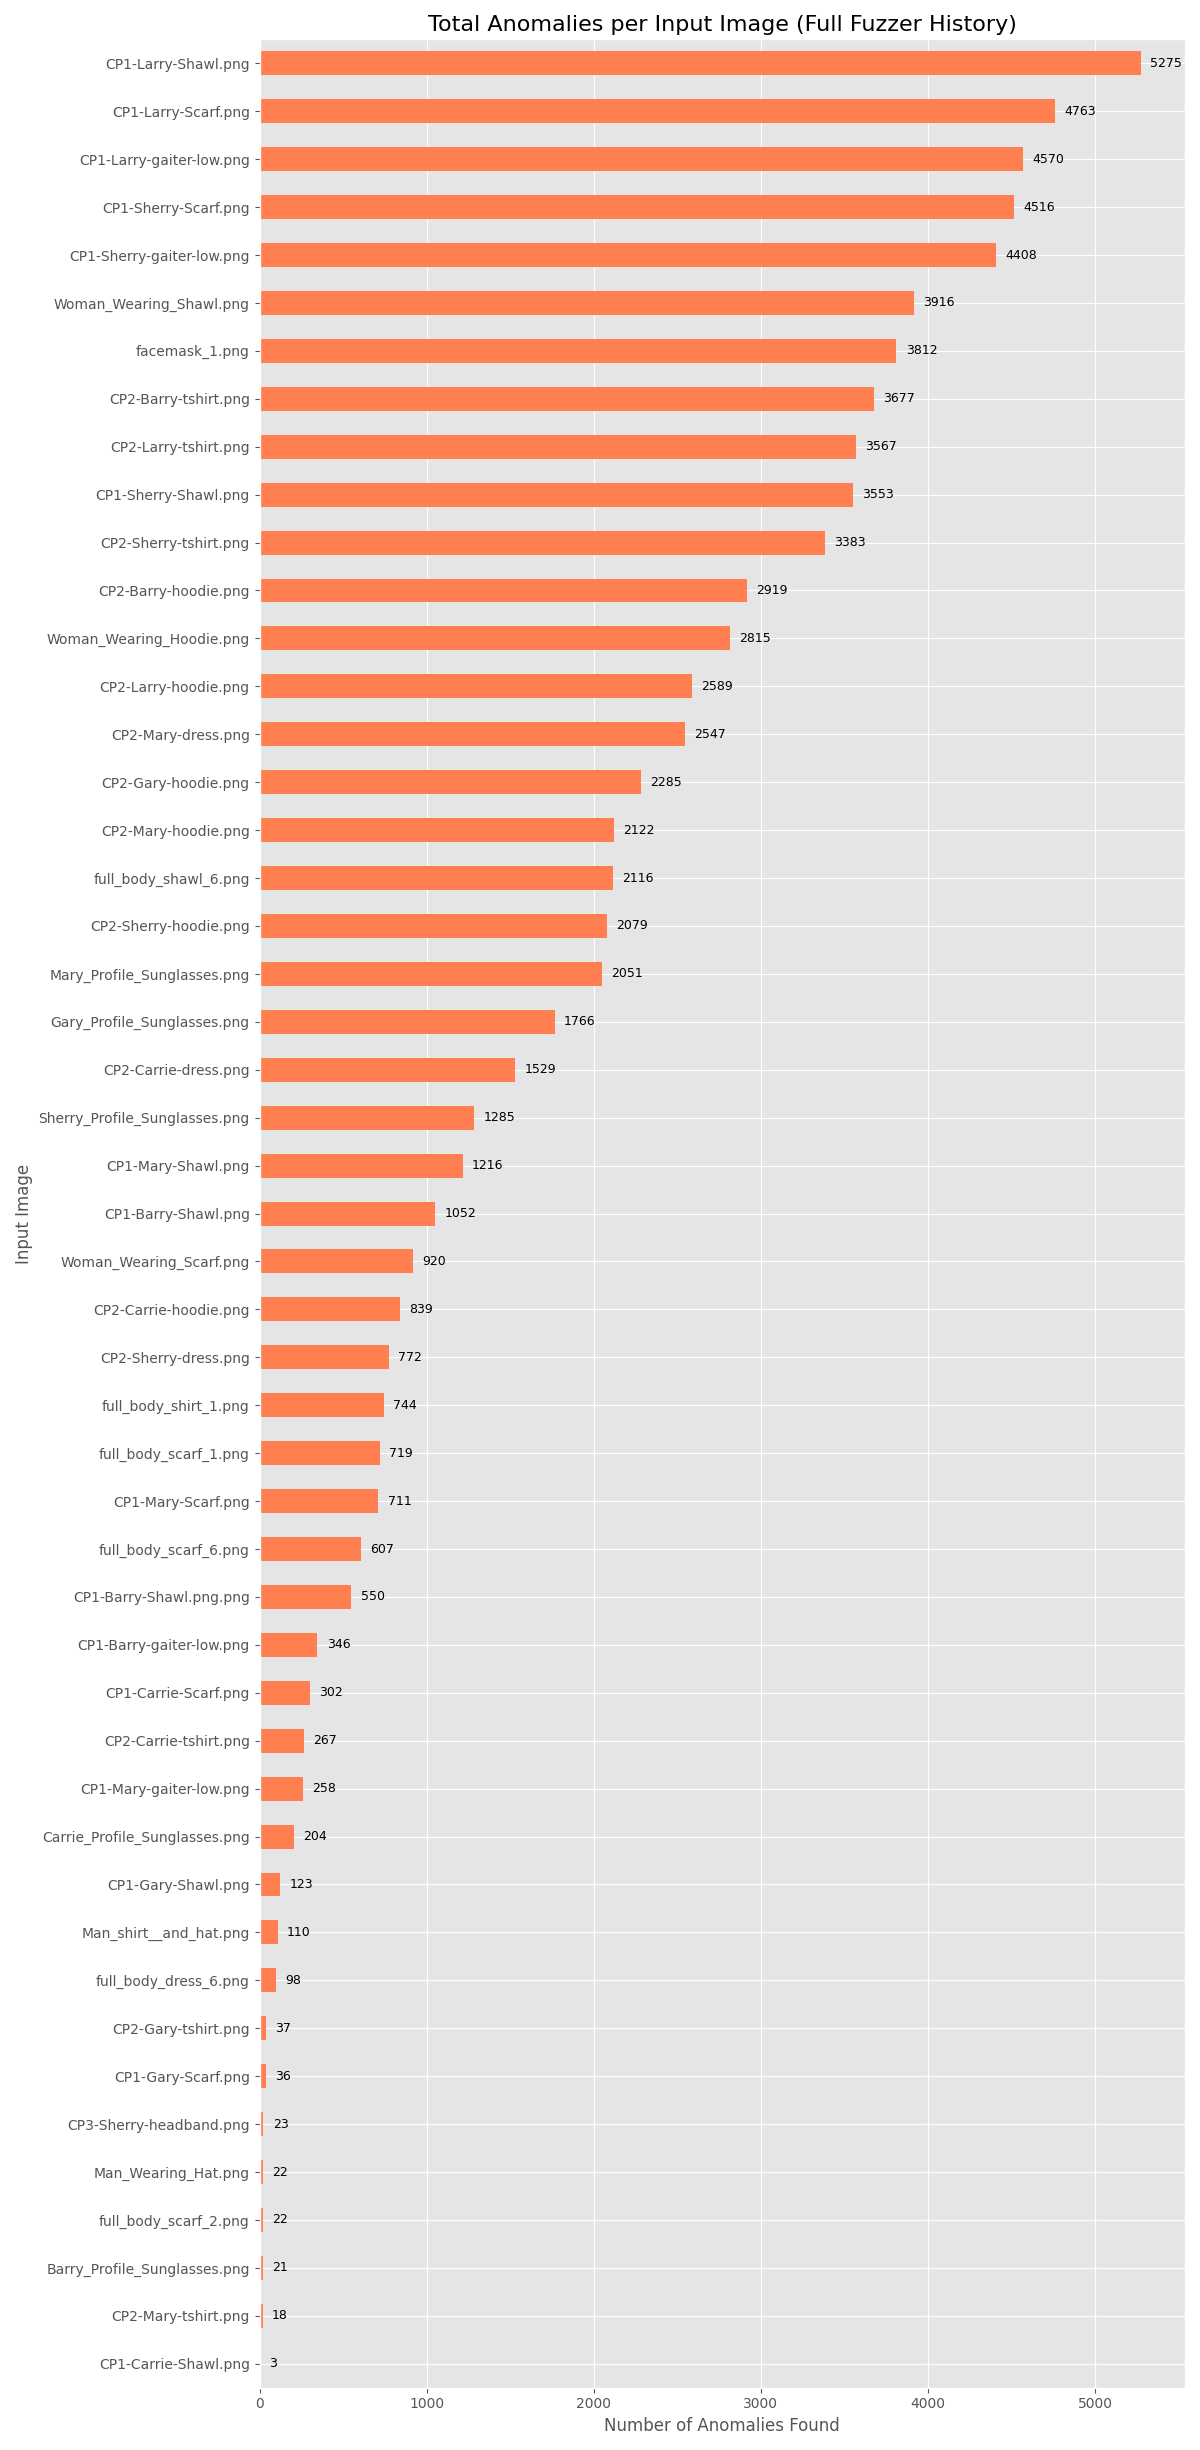 Total Anomalies per Input Image (Full Fuzzer History)
CP1-Larry-Shawl.png 5275
CP1-Larry-Scarf.png 4763
CP1-Larry-gaiter-low.png 4570
CP1-Sherry-Scarf.png 4516
CP1-Sherry-gaiter-low.png 4408
Woman_Wearing_Shawl.png 3916
facemask_1.png 3812
CP2-Barry-tshirt.png 3677
CP2-Larry-tshirt.png 3567
CP1-Sherry-Shawl.png 3553
CP2-Sherry-tshirt.png 3383
CP2-Barry-hoodie.png 2919
Woman_Wearing_Hoodie.png 2815
CP2-Larry-hoodie.png 2589
CP2-Mary-dress.png 2547
CP2-Gary-hoodie.png 2285
CP2-Mary-hoodie.png 2122
full_body_shawl_6.png 2116
CP2-Sherry-hoodie.png 2079
Mary_Profile_Sunglasses.png 2051
Gary_Profile_Sunglasses.png 1766
CP2-Carrie-dress.png 1529
Sherry_Profile_Sunglasses.png 1285
CP1-Mary-Shawl.png 1216
CP1-Barry-Shawl.png 1052
Woman_Wearing_Scarf.png 920
CP2-Carrie-hoodie.png 839
CP2-Sherry-dress.png 772
full_body_shirt_1.png 744
full_body_scarf_1.png 719
CP1-Mary-Scarf.png 711
full_body_scarf_6.png 607
CP1-Barry-Shawl.png.png 550
CP1-Barry-gaiter-low.png 346
CP1-Carrie-Scarf.png 302
CP2-Carrie-tshirt.png 267
CP1-Mary-gaiter-low.png 258
Carrie_Profile_Sunglasses.png 204
CP1-Gary-Shawl.png 123
Man_shirt__and_hat.png 110
full_body_dress_6.png 98
CP2-Gary-tshirt.png 37
CP1-Gary-Scarf.png 36
CP3-Sherry-headband.png 23
Man_Wearing_Hat.png 22
full_body_scarf_2.png 22
Barry_Profile_Sunglasses.png 21
CP2-Mary-tshirt.png 18
CP1-Carrie-Shawl.png 3
Input Image
0 1000 2000 3000 4000 5000
Number of Anomalies Found